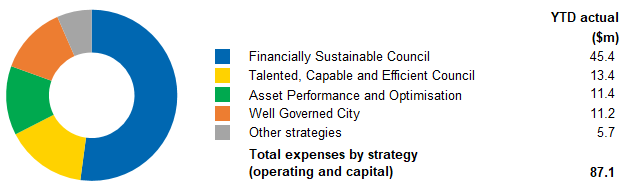 YTD actual
($m)
Financially Sustainable Council 45.4
Talented, Capable and Efficient Council 13.4
Asset Performance and Optimisation 11.4
Well Governed City 11.2
Other strategies 5.7
Total expenses by strategy
(operating and capital) 87.1